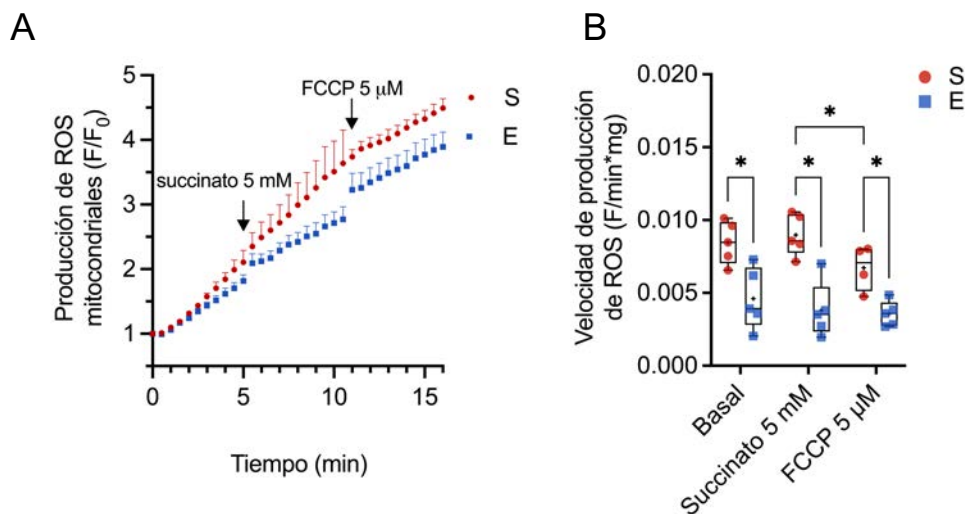 A
Producción de ROS
mitocondriales (F/F0)
5
4
3
2
1
0
5
10
15
Tiempo (min)
succinato 5 mM
FCCP 5 μM
S
E
B
Velocidad de producción
de ROS (F/min*mg)
0.020
0.015
0.010
0.005
0.000
*
*
*
*
Basal
Succinato 5 mM
FCCP 5 μM
S
E